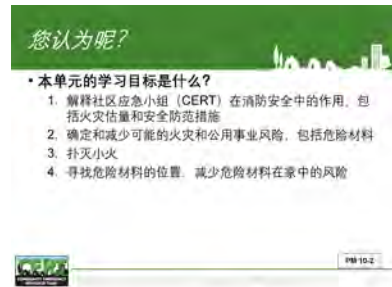 您认为呢?
• 本单元的学习目标是什么?
1. 解释社区应急小组（CERT）在消防安全中的作用，包
括火灾估量和安全防范措施
2. 确定和减少可能的火灾和公用事业风险，包括危险材料
3. 扑灭小火
4. 寻找危险材料的位置，减少危险材料在家中的风险
PM 10-2
COMMUNITY EMERGENCY
RESPONSE TEAM